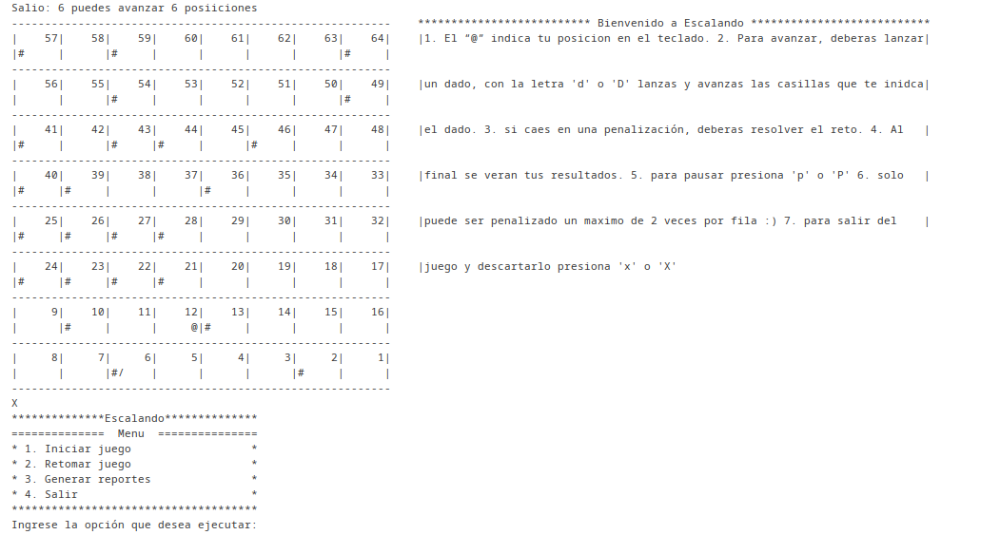 Salio: 6 puedes avanzar 6 posiiciones
---------------------------------------------------------   ************************** Bienvenido a Escalando ***************************
|    57|    58|    59|    60|    61|    62|    63|    64|    |1. El "@" indica tu posicion en el teclado. 2. Para avanzar, deberas lanzar|
|#     |      |#     |      |      |      |      |#     |
---------------------------------------------------------
|    56|    55|    54|    53|    52|    51|    50|    49|    |un dado, con la letra 'd' o 'D' lanzas y avanzas las casillas que te inidca|
|      |      |#     |      |      |      |      |#     |
---------------------------------------------------------
|    41|    42|    43|    44|    45|    46|    47|    48|    |el dado. 3. si caes en una penalización, deberas resolver el reto. 4. Al   |
|#     |      |#     |#     |      |#     |      |      |
---------------------------------------------------------
|    40|    39|    38|    37|    36|    35|    34|    33|    |final se veran tus resultados. 5. para pausar presiona 'p' o 'P' 6. solo   |
|#     |#     |      |      |#     |      |      |      |
---------------------------------------------------------
|    25|    26|    27|    28|    29|    30|    31|    32|    |puede ser penalizado un maximo de 2 veces por fila :) 7. para salir del    |
|#     |#     |#     |#     |      |      |      |      |
---------------------------------------------------------
|    24|    23|    22|    21|    20|    19|    18|    17|    |juego y descartarlo presiona 'x' o 'X'
|#     |#     |#     |#     |      |      |      |      |
---------------------------------------------------------
|     9|    10|    11|    12|    13|    14|    15|    16|
|      |#     |      |     @|#     |      |      |      |
---------------------------------------------------------
|     8|     7|     6|     5|     4|     3|     2|     1|
|      |      |#/    |      |      |      |#     |      |
---------------------------------------------------------
X
**************Escalando**************
==============  Menu  ===============
* 1. Iniciar juego                  *
* 2. Retomar juego                  *
* 3. Generar reportes               *
* 4. Salir                          *
*************************************
Ingrese la opción que desea ejecutar: